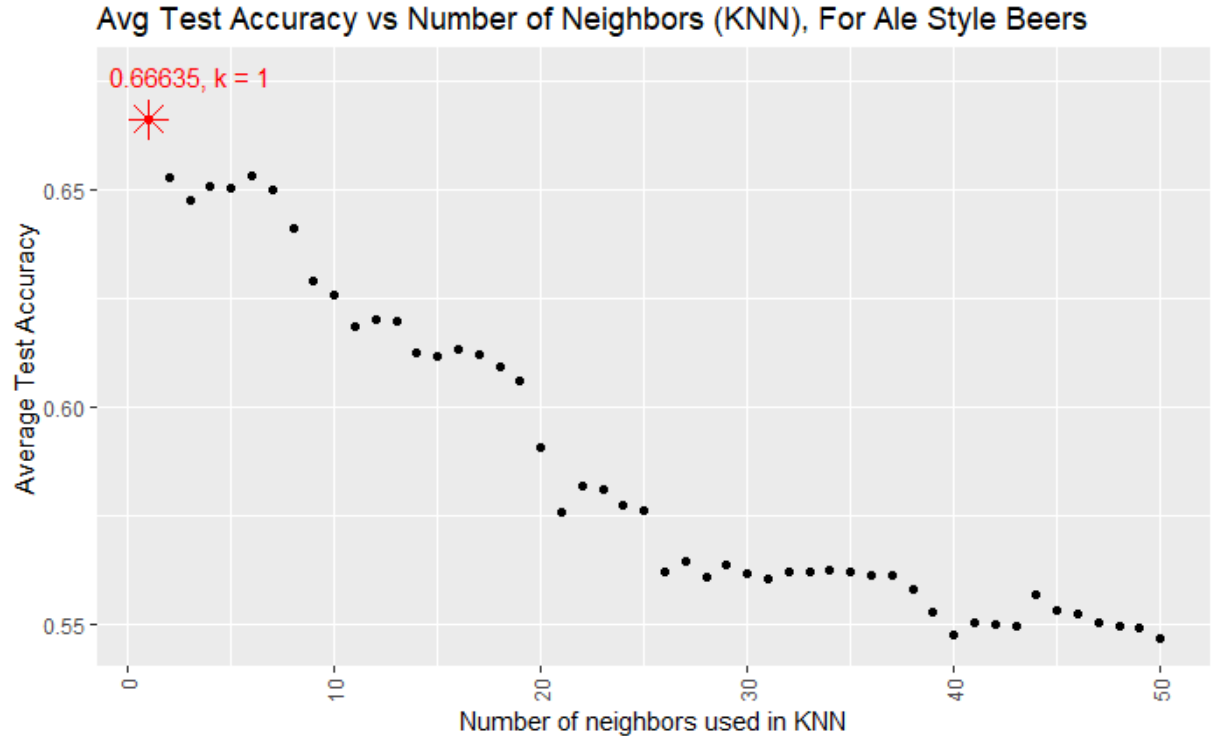 Avg Test Accuracy vs Number of Neighbors (KNN), For Ale Style Beers
0.66635, k = 1
Average Test Accuracy
0.65
0.60
0.55
0
10
20
30
40
50
Number of neighbors used in KNN